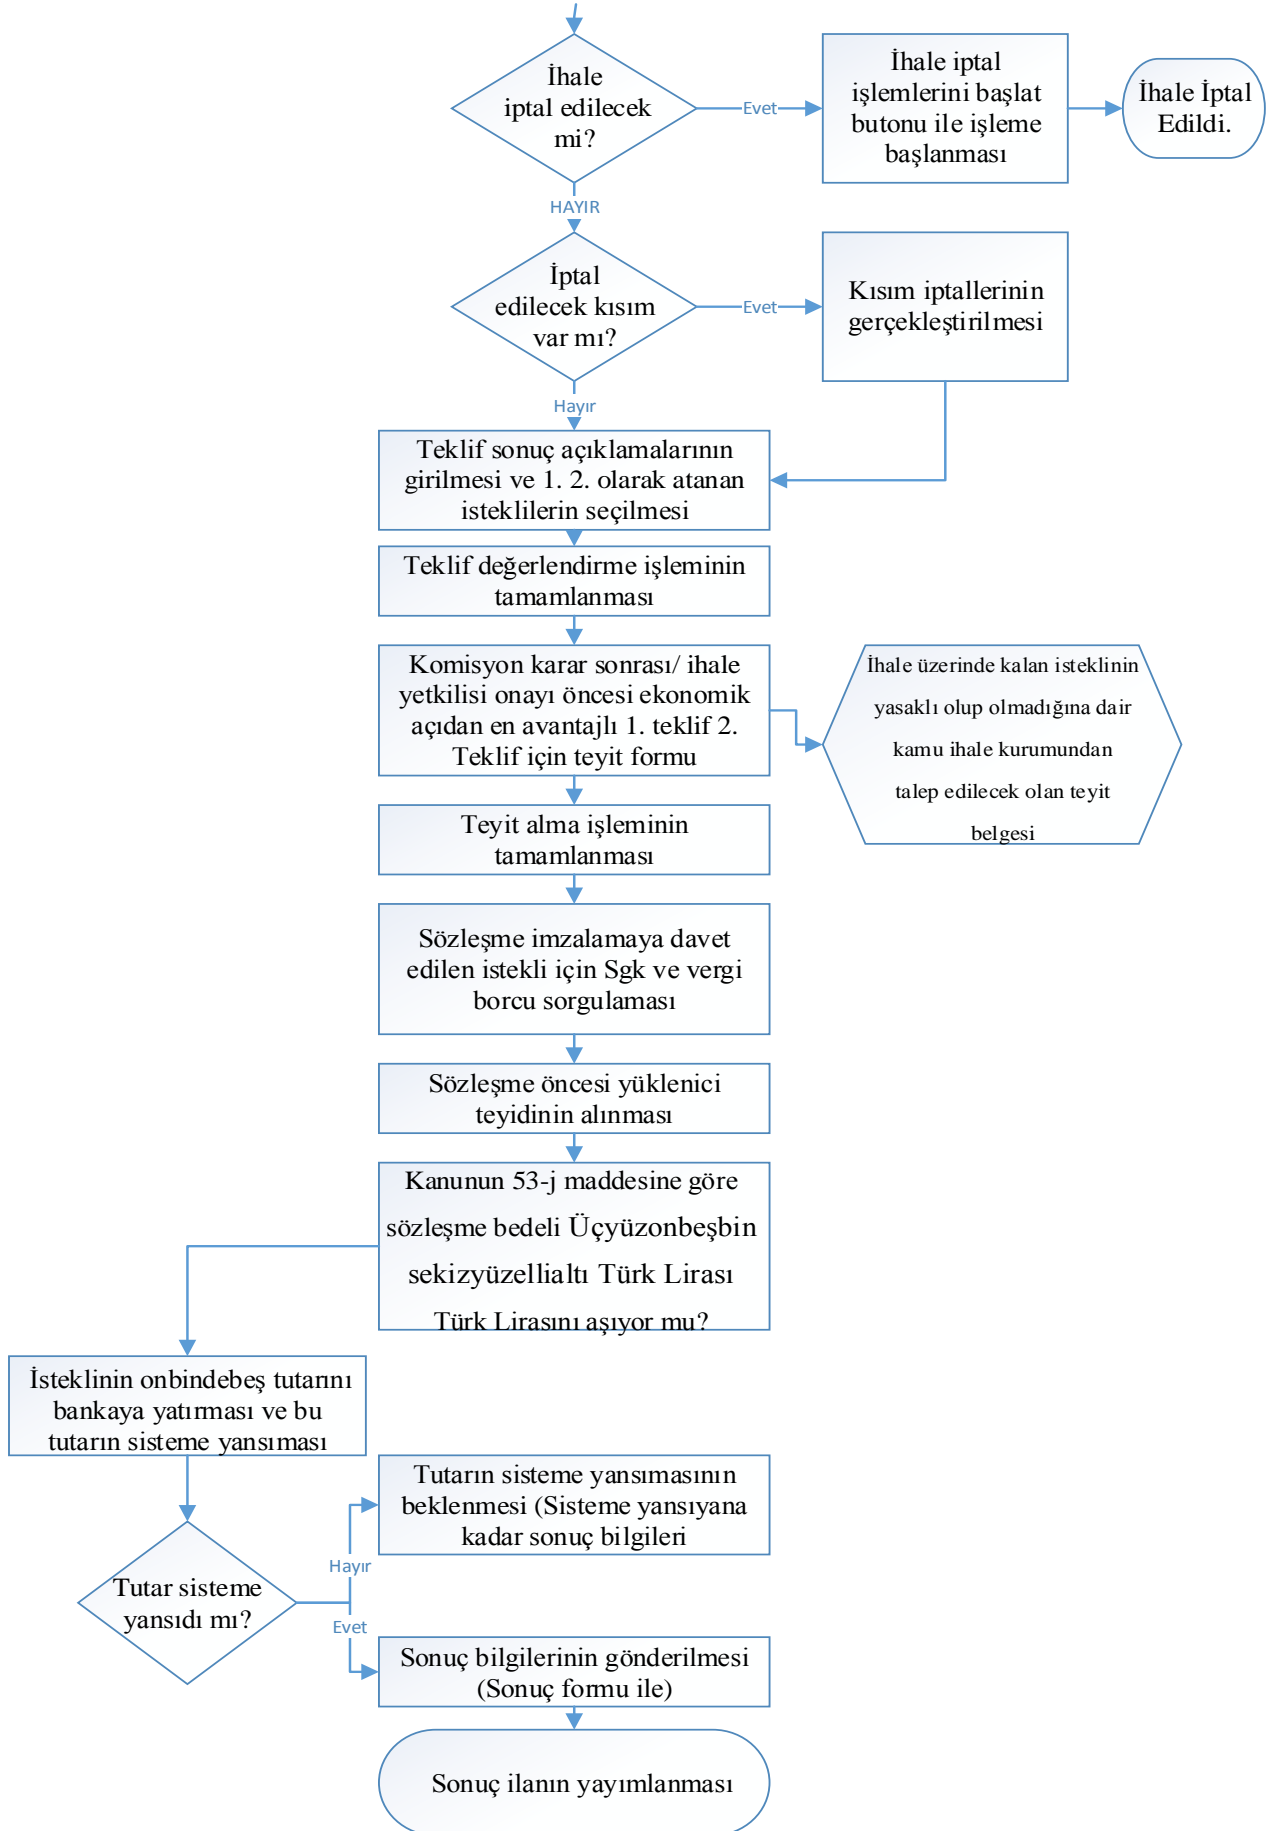 İhale
iptal edilecek
mi?
Evet
İhale iptal
işlemlerini başlat
butonu ile işleme
başlanması
İhale İptal
Edildi.
HAYIR
İptal
edilecek kısım
var mı?
Evet
Kısım iptallerinin
gerçekleştirilmesi
Hayır
Teklif sonuç açıklamalarının
girilmesi ve 1. 2. olarak atanan
isteklilerin seçilmesi
Teklif değerlendirme işleminin
tamamlanması
Komisyon karar sonrası/ ihale
yetkilisi onayı öncesi ekonomik
açıdan en avantajlı 1. teklif 2.
Teklif için teyit formu
İhale üzerinde kalan isteklinin
yasaklı olup olmadığına dair
kamu ihale kurumundan
talep edilecek olan teyit
belgesi
Teyit alma işleminin
tamamlanması
Sözleşme imzalamaya davet
edilen istekli için Sgk ve vergi
borcu sorgulaması
Sözleşme öncesi yüklenici
teyidinin alınması
Kanunun 53-j maddesine göre
sözleşme bedeli Üçyüzonbeşbin
sekizyüzellialtı Türk Lirası
Türk Lirasını aşıyor mu?
İsteklinin onbindebeş tutarını
bankaya yatırması ve bu
tutarın sisteme yansıması
Tutarın sisteme yansımasının
beklenmesi (Sisteme yansıyana
kadar sonuç bilgileri
Hayır
Tutar sisteme
yansıdı mı?
Evet
Sonuç bilgilerinin gönderilmesi
(Sonuç formu ile)
Sonuç ilanın yayımlanması